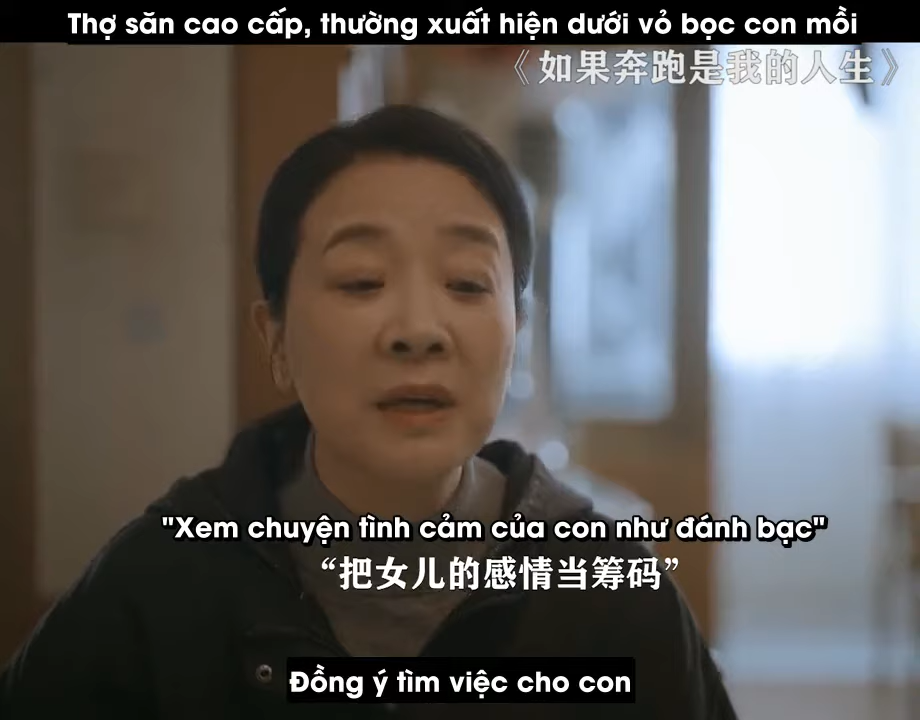 Thợ săn cao cấp, thường xuất hiện dưới vỏ bọc con mồi
《如果奔跑是我的人生》
"Xem chuyện tình cảm của con như đánh bạc"
“把女儿的感情当筹码”
Đồng ý tìm việc cho con